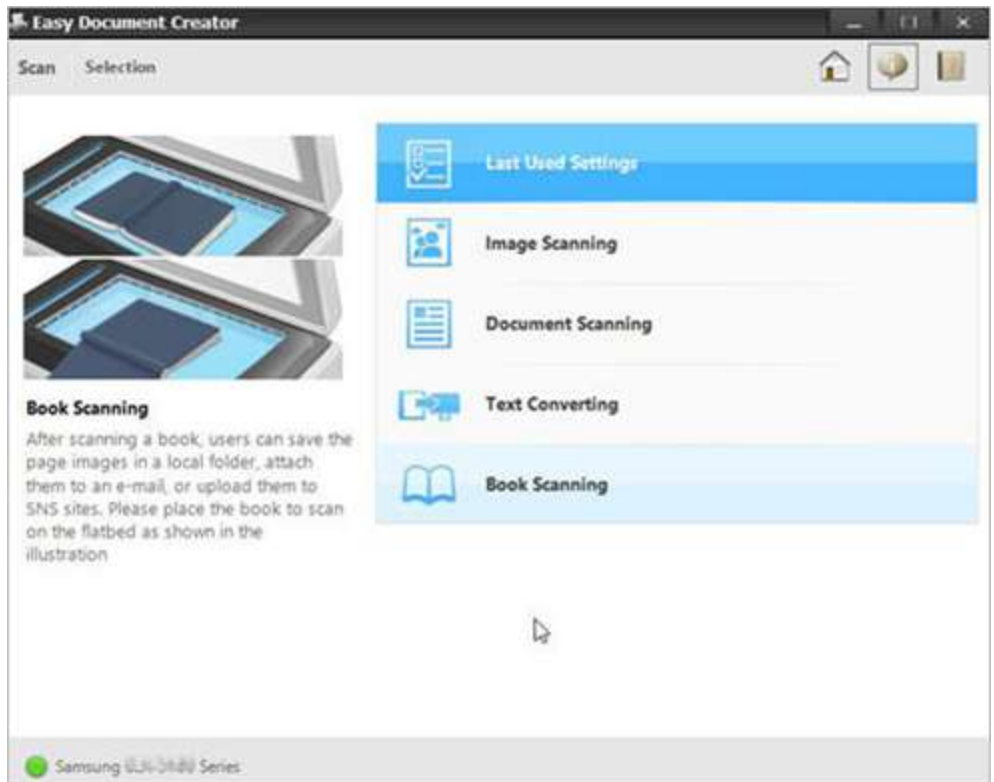 Easy Document Creator
Scan Selection
Last Used Settings
Image Scanning
Document Scanning
Text Converting
Book Scanning
Book Scanning
After scanning a book, users can save the
page images in a local folder, attach
them to an e-mail, or upload them to
SNS sites. Please place the book to scan
on the flatbed as shown in the
illustration
Samsung Series